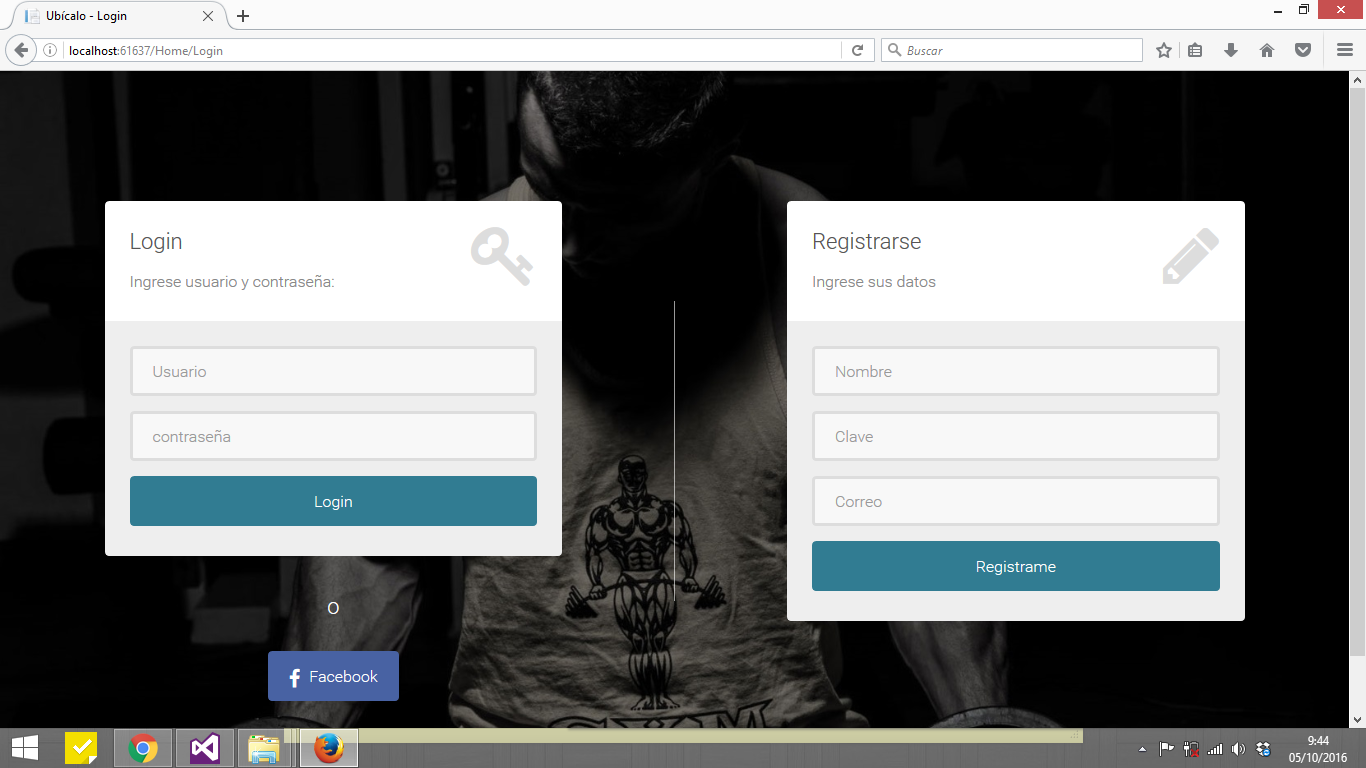 Ubícalo - Login
localhost:61637/Home/Login
Buscar
Login
Ingrese usuario y contraseña:
Usuario
contraseña
Login
O
Facebook
Registrarse
Ingrese sus datos
Nombre
Clave
Correo
Registrame
GYM
9:44
05/10/2016